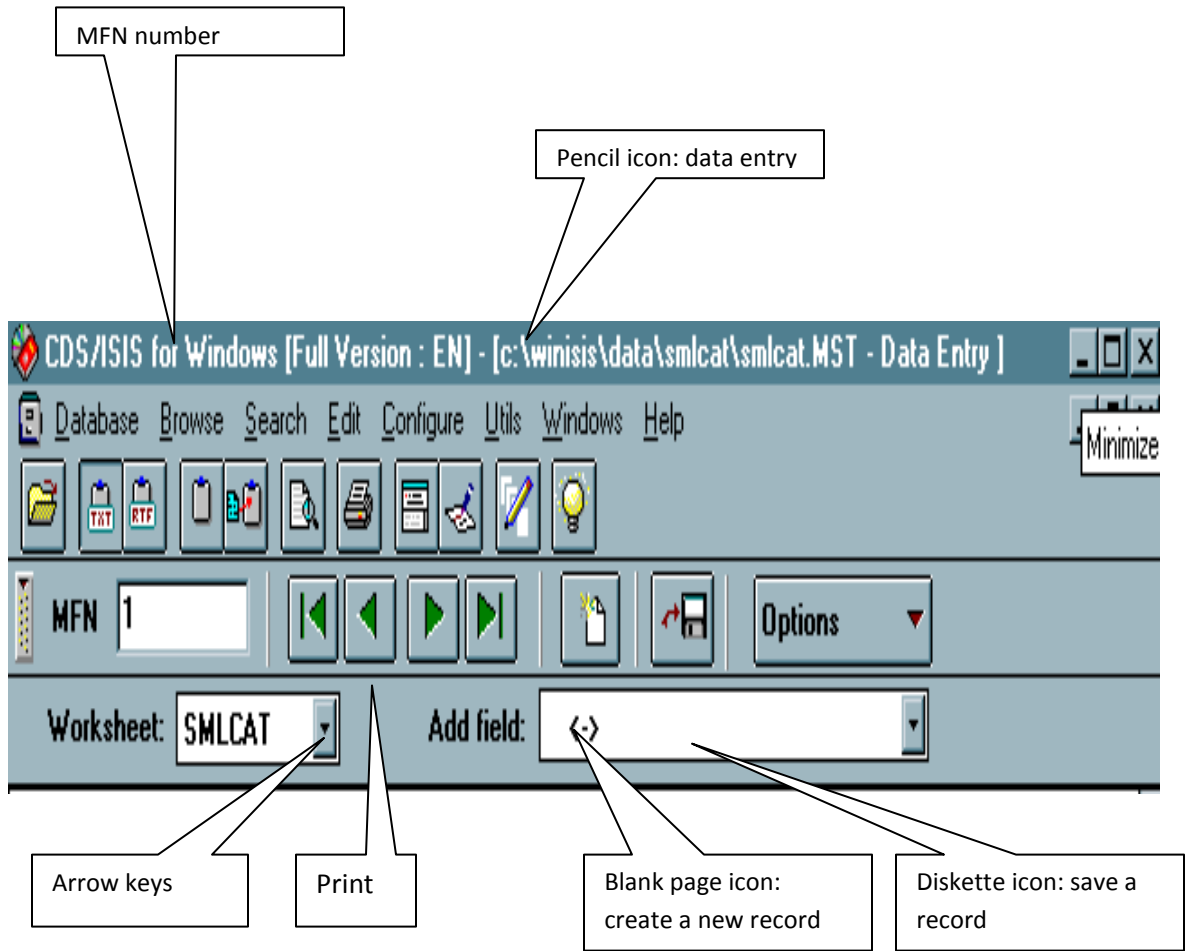 MFN number
Pencil icon: data entry
CDS/ISIS for Windows [Full Version : EN] - [c:\winisis\data\smlcat\smlcat.MST - Data Entry ]
Database Browse Search Edit Configure Utils Windows Help
Minimize
TXT RTF
MFN 1 Options
Worksheet: SMLCAT Add field: <->
Arrow keys
Print
Blank page icon:
create a new record
Diskette icon: save a
record